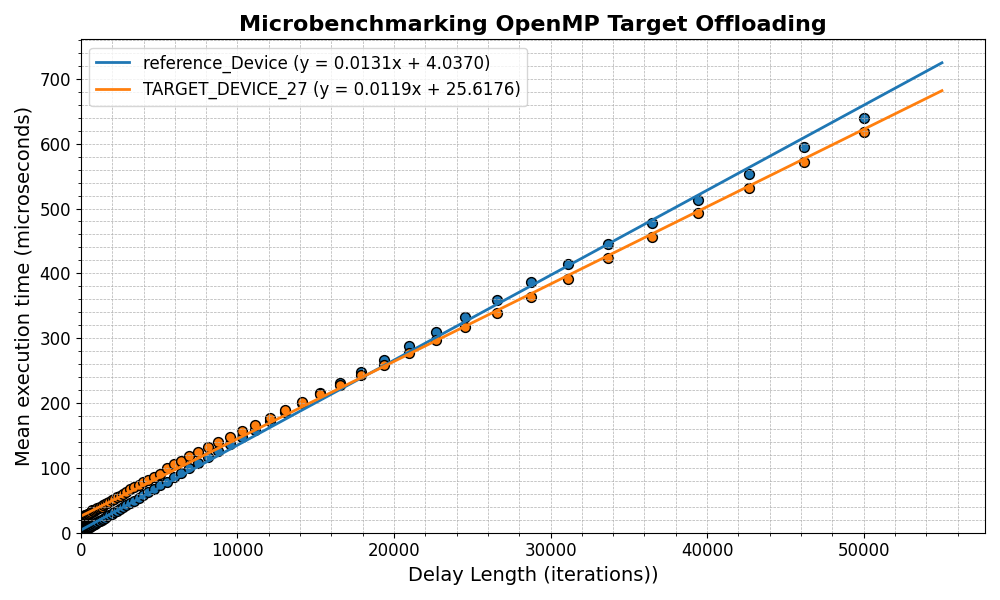 Microbenchmarking OpenMP Target Offloading
reference_Device (y = 0.0131x + 4.0370)
TARGET_DEVICE_27 (y = 0.0119x + 25.6176)
Mean execution time (microseconds)
700
600
500
400
300
200
100
0
0 10000 20000 30000 40000 50000
Delay Length (iterations))